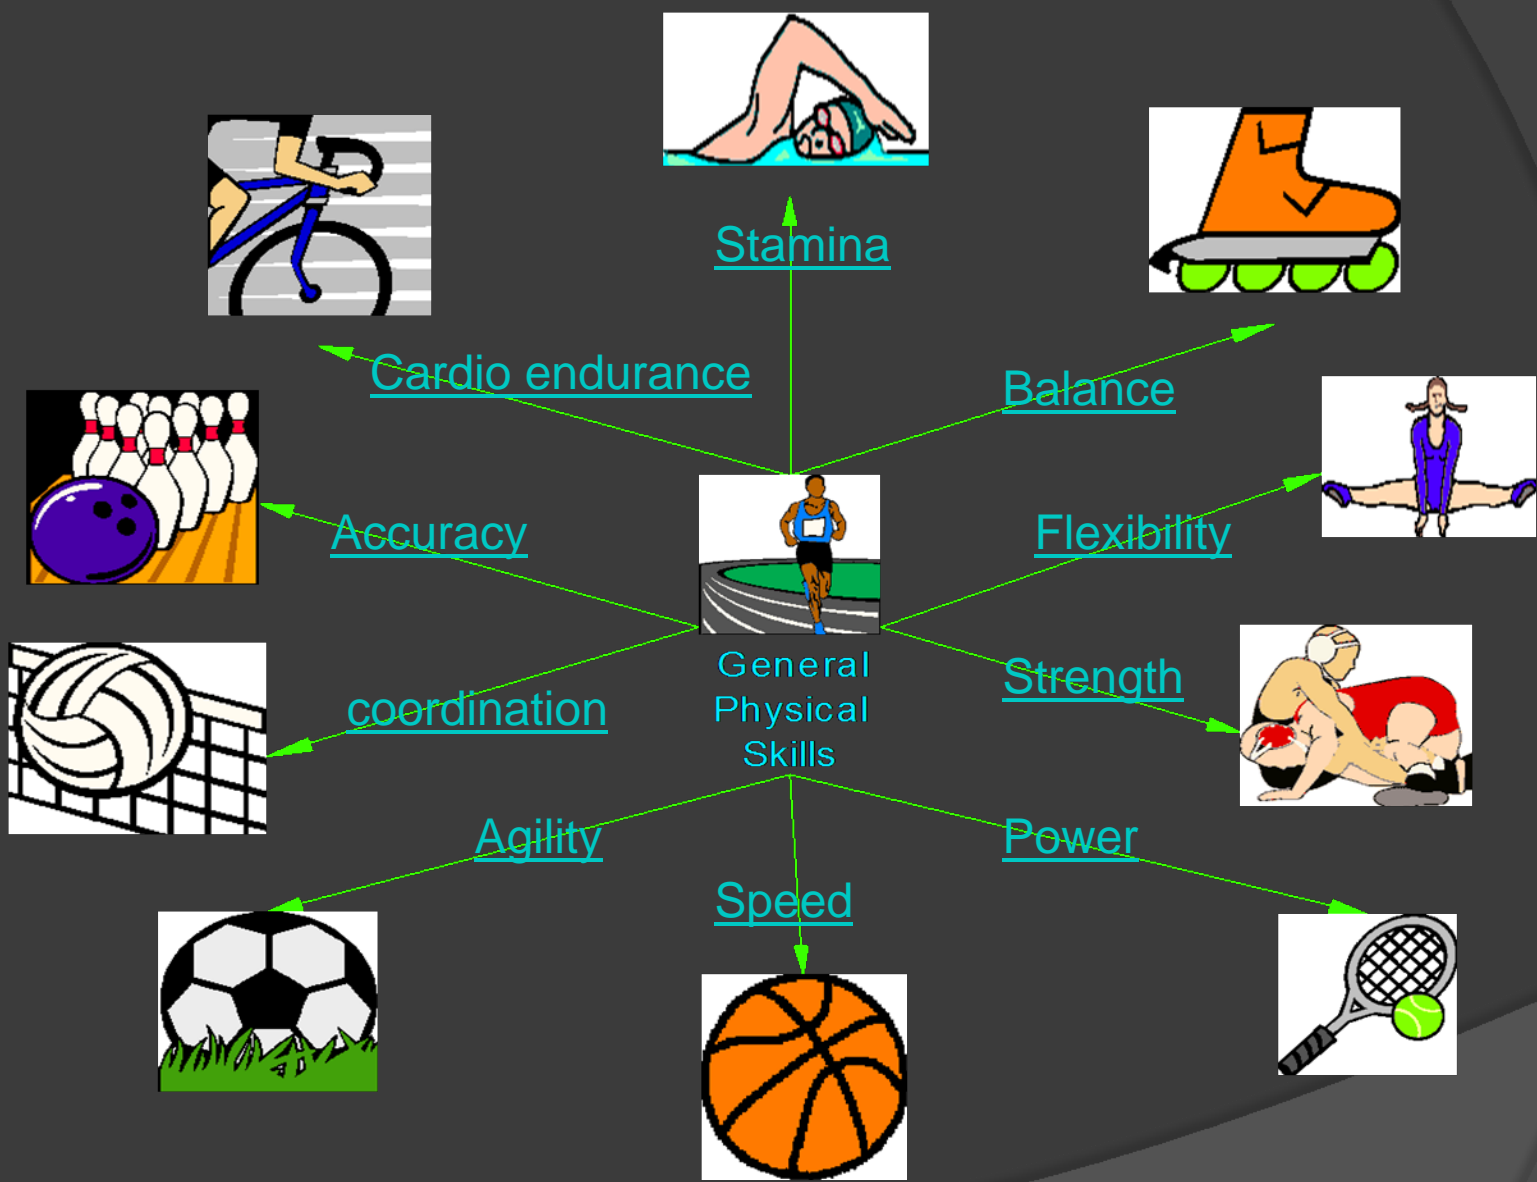 Stamina
Cardio endurance
Balance
Accuracy
Flexibility
General
Physical
Skills
Strength
coordination
Agility
Power
Speed